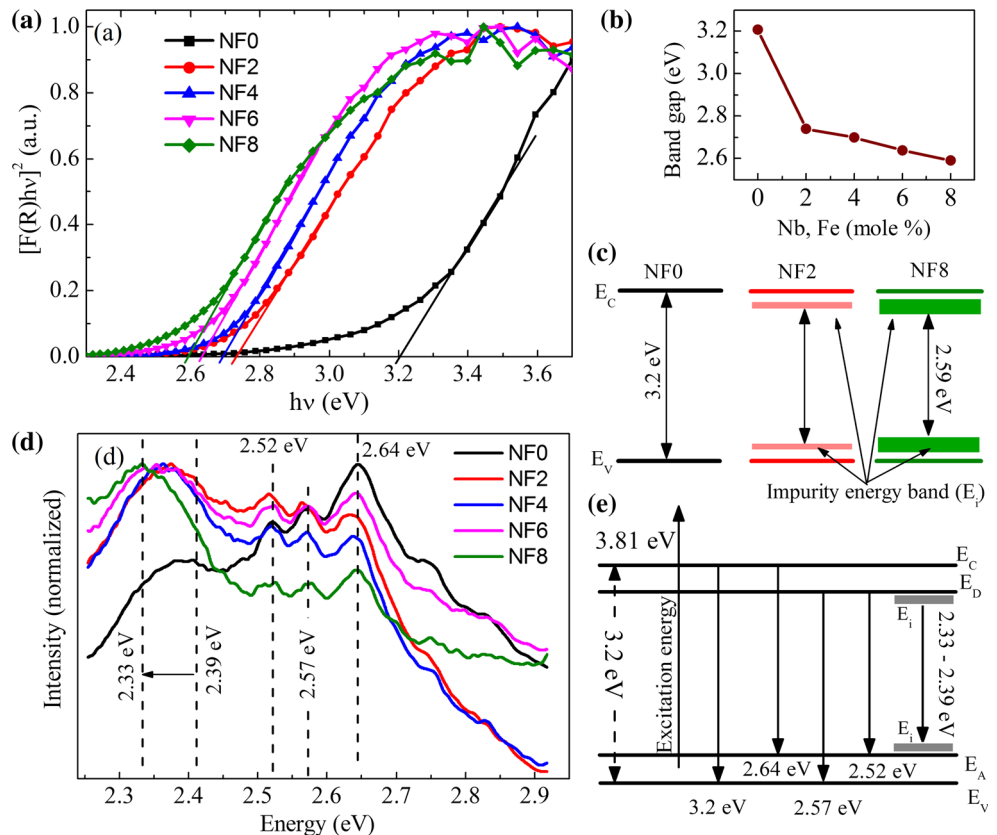 (a)
(a)
NF0
NF2
NF4
NF6
NF8
[F(R)hν]² (a.u.)
1.0
0.8
0.6
0.4
0.2
0.0
2.4 2.6 2.8 3.0 3.2 3.4 3.6
hν (eV)
(b)
Band gap (eV)
3.2
3.0
2.8
2.6
0 2 4 6 8
Nb, Fe (mole %)
(c)
NF0 NF2 NF8
E_C
3.2 eV
2.59 eV
E_V
Impurity energy band (E_i)
(d)
(d)
2.52 eV
2.64 eV
NF0
NF2
NF4
NF6
NF8
Intensity (normalized)
2.33 eV
2.39 eV
2.57 eV
2.3 2.4 2.5 2.6 2.7 2.8 2.9
Energy (eV)
(e)
3.81 eV
E_C
E_D
E_i
3.2 eV
Excitation energy
2.33 - 2.39 eV
E_i
E_A
2.64 eV
2.52 eV
E_V
3.2 eV
2.57 eV